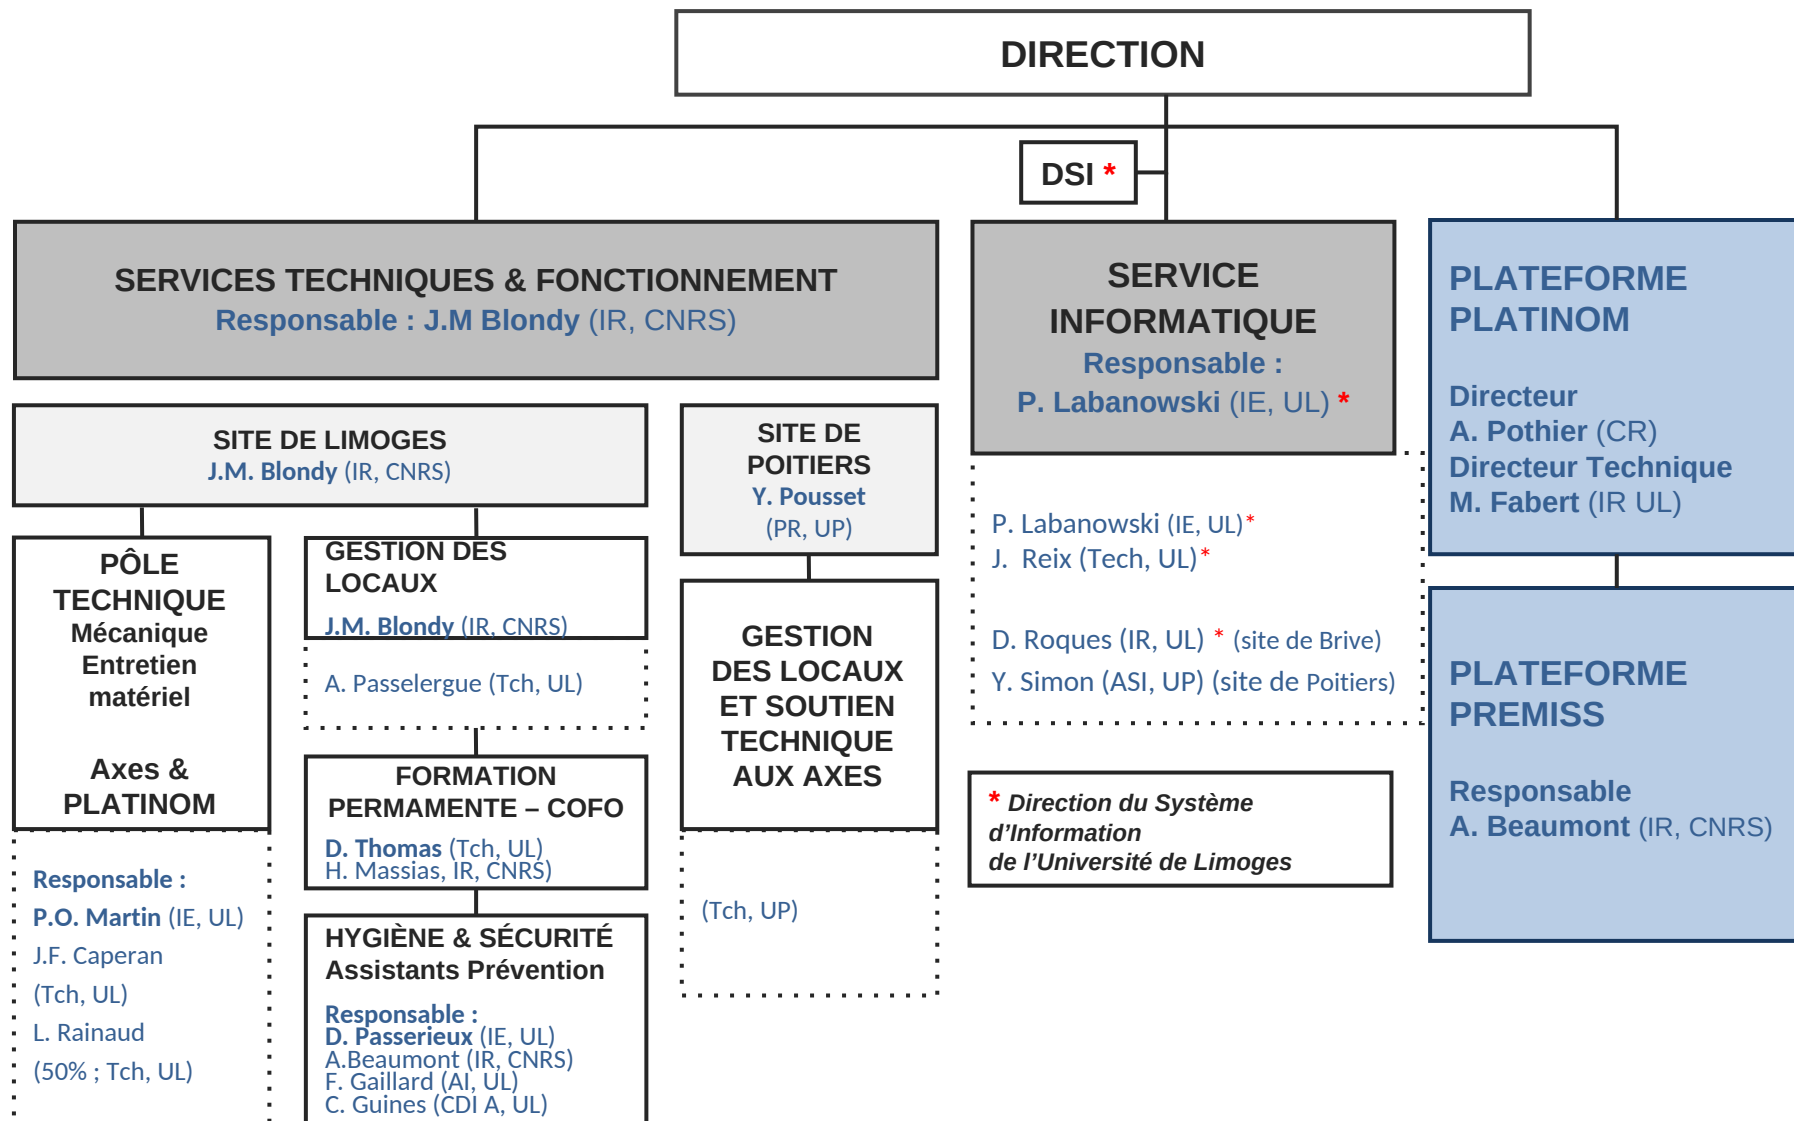 DIRECTION
DSI *
SERVICES TECHNIQUES & FONCTIONNEMENT
Responsable : J.M Blondy (IR, CNRS)
SERVICE
INFORMATIQUE
Responsable :
P. Labanowski (IE, UL) *
PLATEFORME
PLATINOM
Directeur
A. Pothier (CR)
Directeur Technique
M. Fabert (IR UL)
SITE DE LIMOGES
J.M. Blondy (IR, CNRS)
SITE DE
POITIERS
Y. Pousset
(PR, UP)
P. Labanowski (IE, UL)*
J. Reix (Tech, UL)*
D. Roques (IR, UL) * (site de Brive)
Y. Simon (ASI, UP) (site de Poitiers)
PÔLE
TECHNIQUE
Mécanique
Entretien
matériel
Axes &
PLATINOM
GESTION DES
LOCAUX
J.M. Blondy (IR, CNRS)
A. Passelergue (Tch, UL)
GESTION
DES LOCAUX
ET SOUTIEN
TECHNIQUE
AUX AXES
PLATEFORME
PREMISS
Responsable
A. Beaumont (IR, CNRS)
FORMATION
PERMAMENTE – COFO
D. Thomas (Tch, UL)
H. Massias, IR, CNRS)
* Direction du Système
d’Information
de l’Université de Limoges
Responsable :
P.O. Martin (IE, UL)
J.F. Caperan
(Tch, UL)
L. Rainaud
(50% ; Tch, UL)
HYGIÈNE & SÉCURITÉ
Assistants Prévention
Responsable :
D. Passerieux (IE, UL)
A.Beaumont (IR, CNRS)
F. Gaillard (AI, UL)
C. Guines (CDI A, UL)
(Tch, UP)